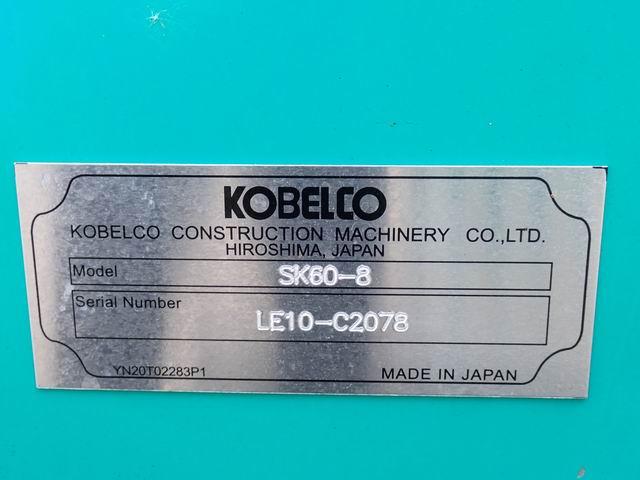 KOBELCO
KOBELCO CONSTRUCTION MACHINERY CO.,LTD.
HIROSHIMA, JAPAN
Model SK60-8
Serial Number LE10-C2078
YN20T02283P1 MADE IN JAPAN